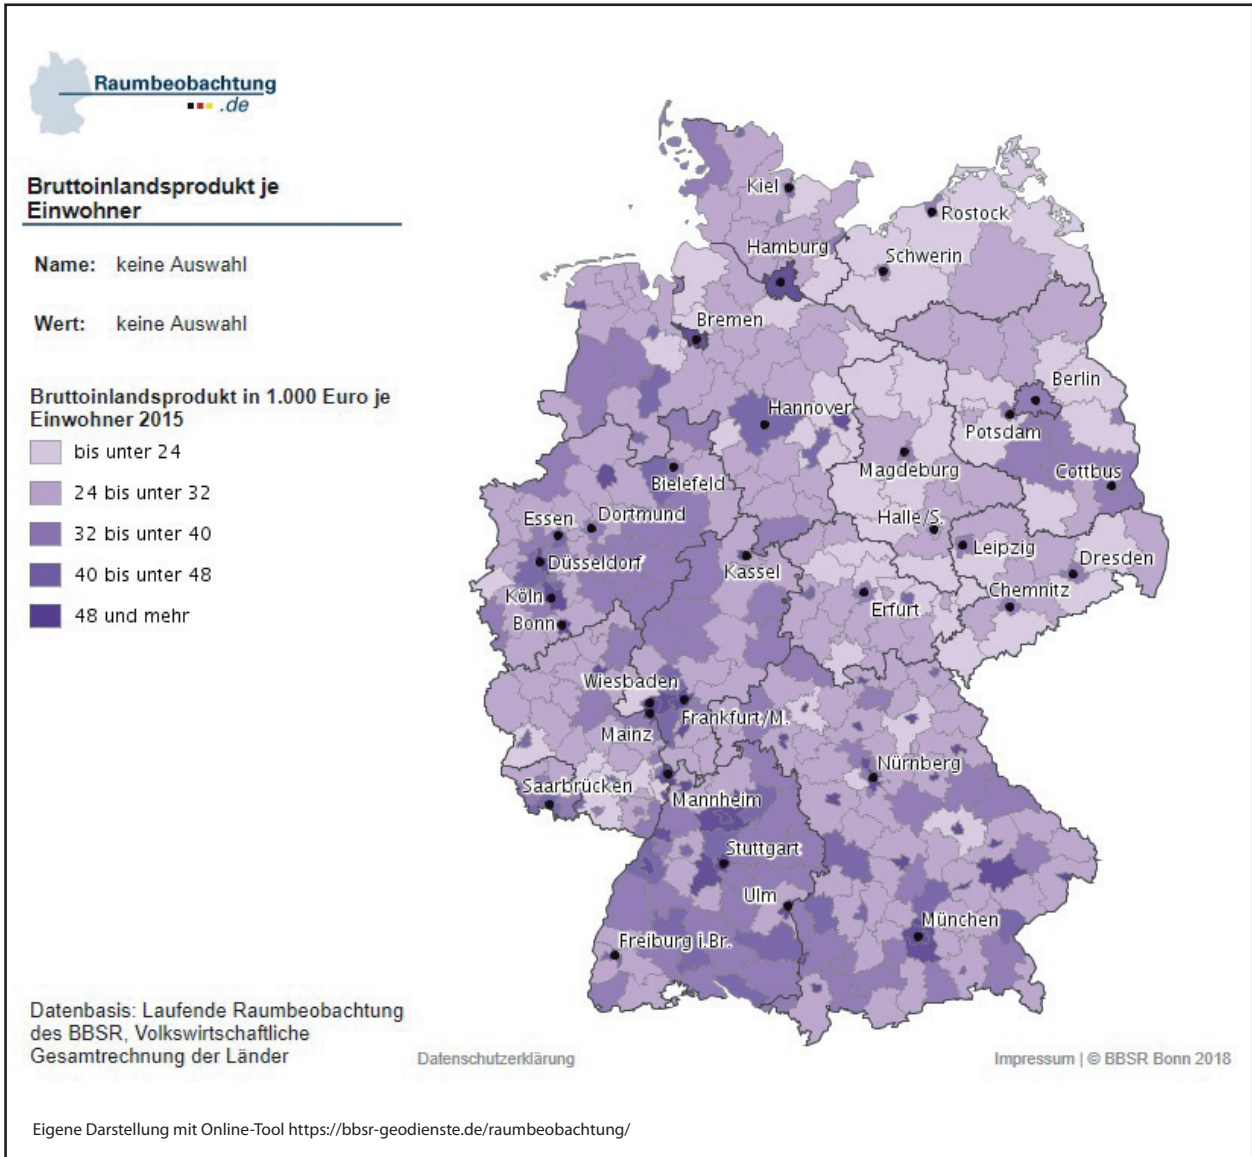 Raumbeobachtung
.de
Bruttoinlandsprodukt je
Einwohner
Name: keine Auswahl
Wert: keine Auswahl
Bruttoinlandsprodukt in 1.000 Euro je
Einwohner 2015
bis unter 24
24 bis unter 32
32 bis unter 40
40 bis unter 48
48 und mehr
Kiel
Rostock
Hamburg
Schwerin
Bremen
Berlin
Hannover
Potsdam
Magdeburg
Cottbus
Bielefeld
Essen
Dortmund
Halle/S.
Düsseldorf
Leipzig
Kassel
Dresden
Köln
Chemnitz
Erfurt
Bonn
Wiesbaden
Frankfurt/M.
Mainz
Nürnberg
Saarbrücken
Mannheim
Stuttgart
Ulm
München
Freiburg i.Br.
Datenbasis: Laufende Raumbeobachtung
des BBSR, Volkswirtschaftliche
Gesamtrechnung der Länder
Datenschutzerklärung
Impressum | © BBSR Bonn 2018
Eigene Darstellung mit Online-Tool https://bbsr-geodienste.de/raumbeobachtung/